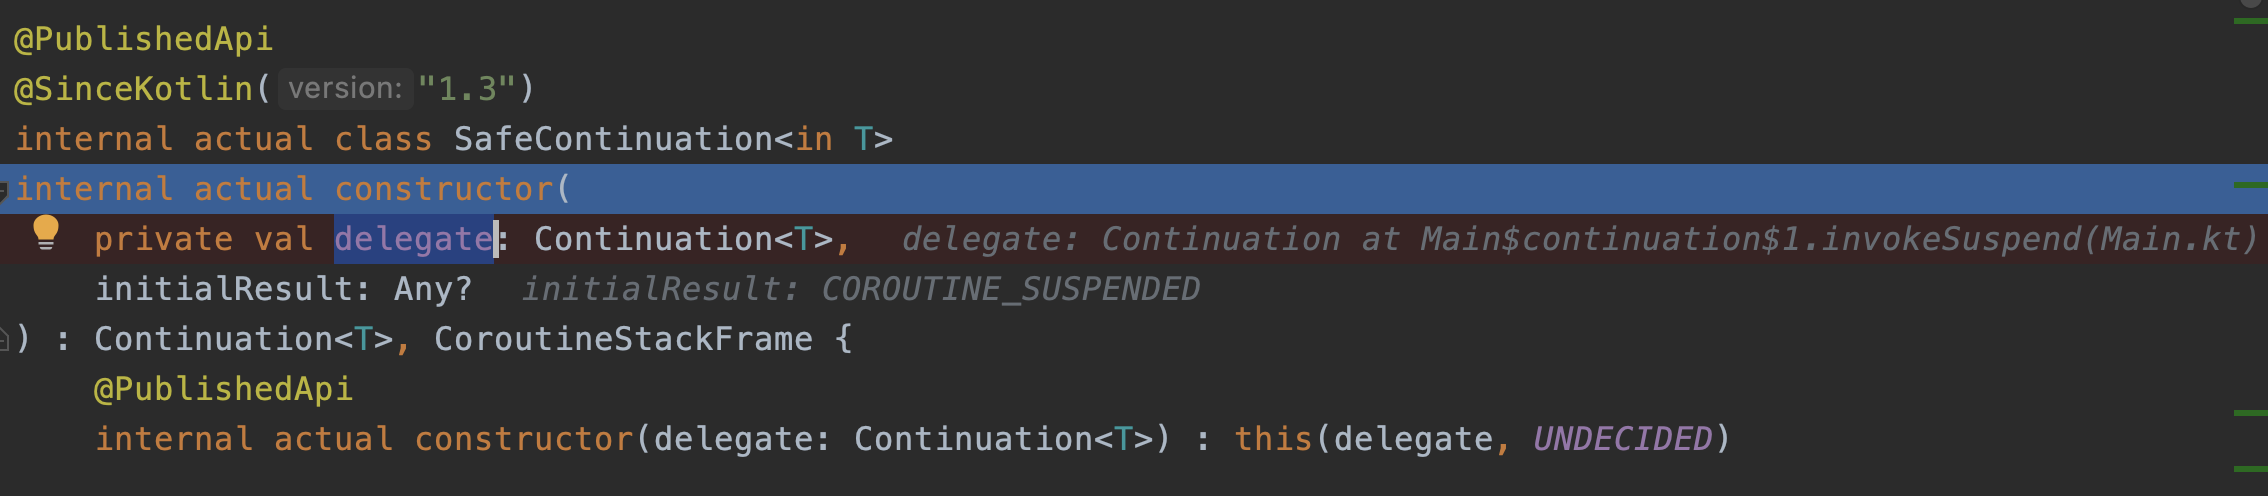 @PublishedApi
@SinceKotlin( version: "1.3")
internal actual class SafeContinuation<in T>
internal actual constructor(
private val delegate: Continuation<T>, delegate: Continuation at Main$continuation$1.invokeSuspend(Main.kt)
initialResult: Any? initialResult: COROUTINE_SUSPENDED
) : Continuation<T>, CoroutineStackFrame {
@PublishedApi
internal actual constructor(delegate: Continuation<T>) : this(delegate, UNDECIDED)